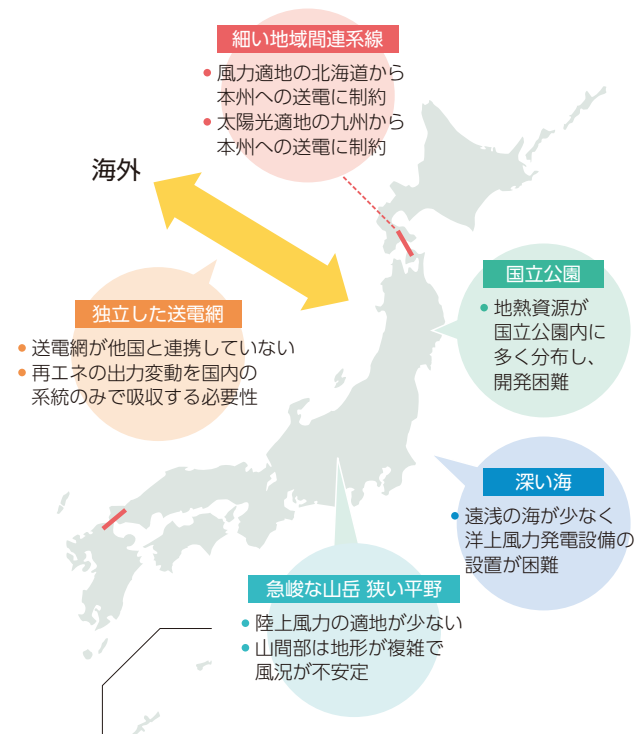 細い地域間連系線
• 風力適地の北海道から
本州への送電に制約
• 太陽光適地の九州から
本州への送電に制約
海外
国立公園
• 地熱資源が
国立公園内に
多く分布し、
開発困難
独立した送電網
• 送電網が他国と連携していない
• 再エネの出力変動を国内の
系統のみで吸収する必要性
深い海
• 遠浅の海が少なく
洋上風力発電設備の
設置が困難
急峻な山岳 狭い平野
• 陸上風力の適地が少ない
• 山間部は地形が複雑で
風況が不安定